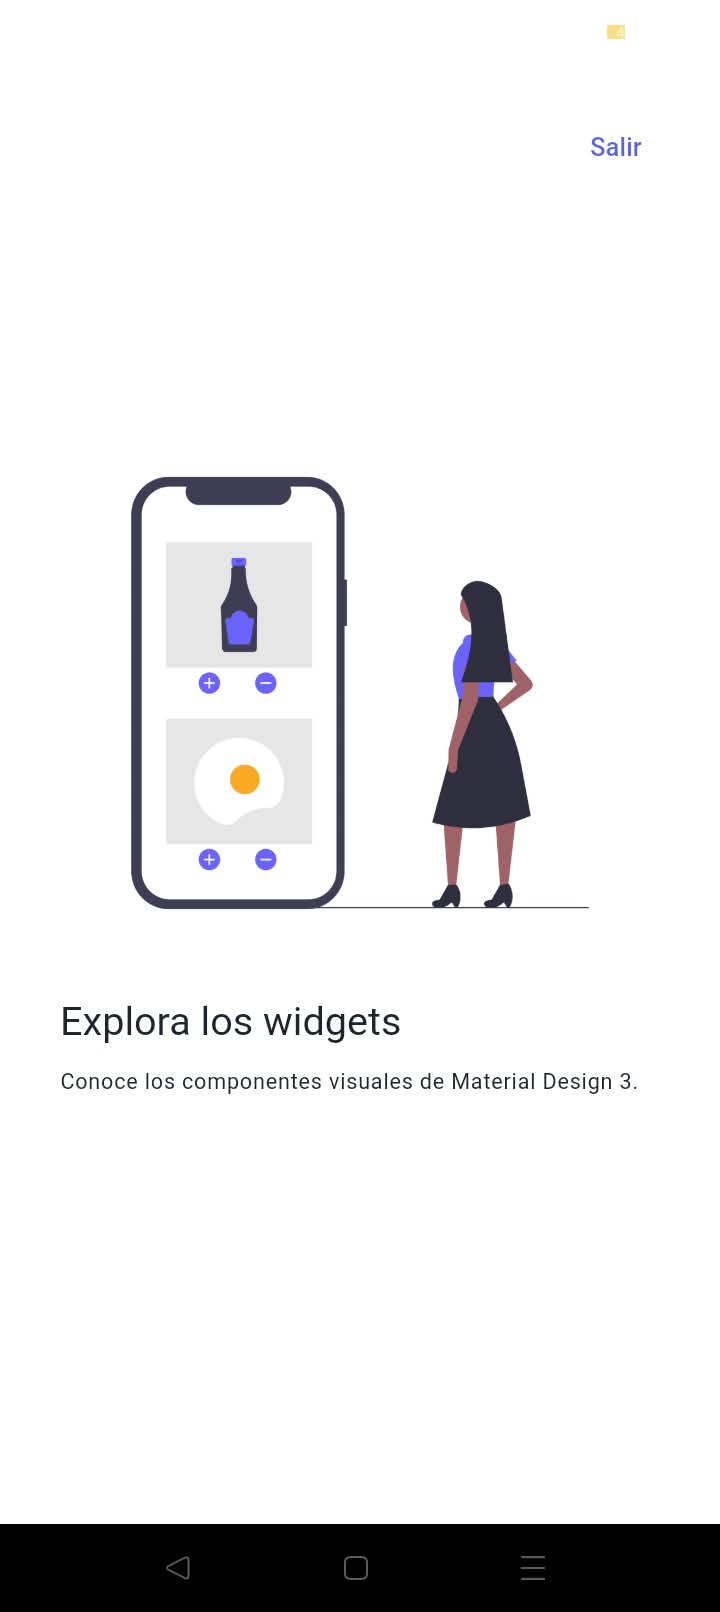 Salir
Explora los widgets
Conoce los componentes visuales de Material Design 3.